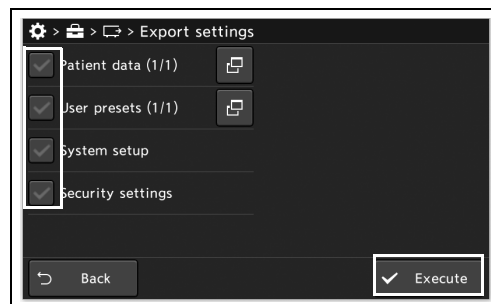 > > > Export settings
Patient data (1/1)
User presets (1/1)
System setup
Security settings
Back
Execute